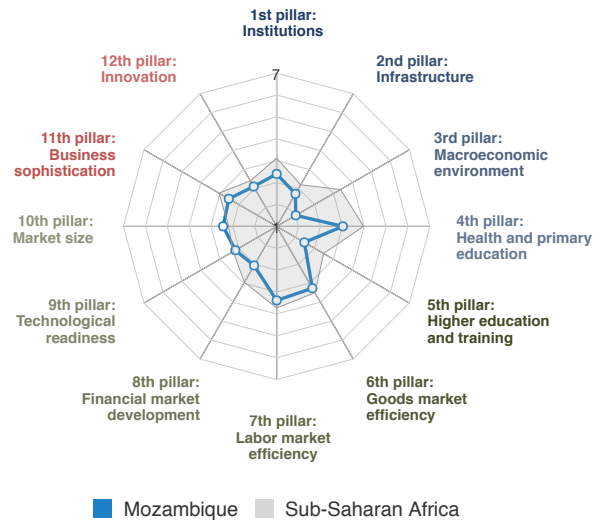 1st pillar:
Institutions
2nd pillar:
Infrastructure
3rd pillar:
Macroeconomic
environment
4th pillar:
Health and primary
education
5th pillar:
Higher education
and training
6th pillar:
Goods market
efficiency
7th pillar:
Labor market
efficiency
8th pillar:
Financial market
development
9th pillar:
Technological
readiness
10th pillar:
Market size
11th pillar:
Business
sophistication
12th pillar:
Innovation
7
1
Mozambique
Sub-Saharan Africa